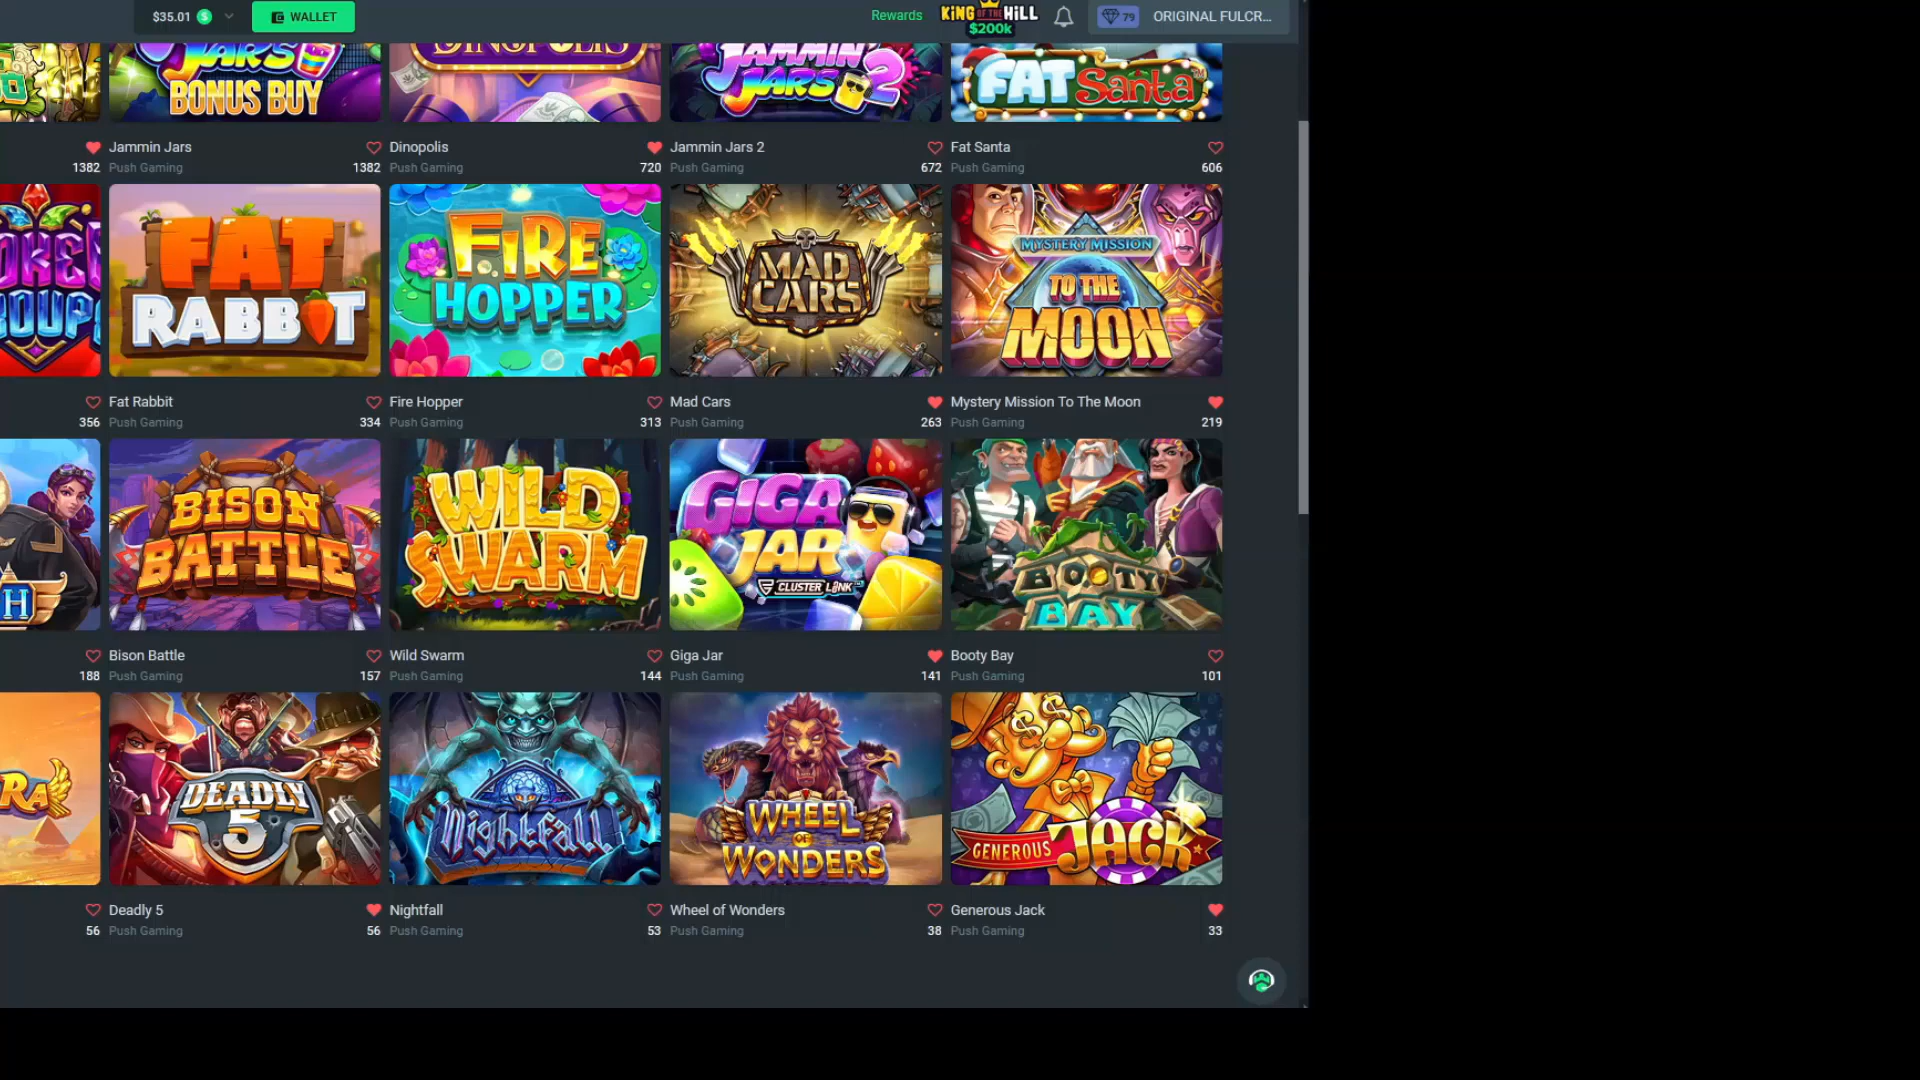 $35.01
WALLET
Rewards
KING OF THE HILL
$200k
79
ORIGINAL FULCR...
JARS
BONUS BUY
DINOPOLIS
JAMMIN
JARS 2
FAT Santa
1382
Jammin Jars
Push Gaming
1382
Dinopolis
Push Gaming
720
Jammin Jars 2
Push Gaming
672
Fat Santa
Push Gaming
606
FAT
RABBIT
FIRE
HOPPER
MAD
CARS
MYSTERY MISSION
TO THE
MOON
356
Fat Rabbit
Push Gaming
334
Fire Hopper
Push Gaming
313
Mad Cars
Push Gaming
263
Mystery Mission To The Moon
Push Gaming
219
H
BISON
BATTLE
WILD
SWARM
GIGA
JAR
CLUSTER LINK
BOOTY
BAY
188
Bison Battle
Push Gaming
157
Wild Swarm
Push Gaming
144
Giga Jar
Push Gaming
141
Booty Bay
Push Gaming
101
RA
DEADLY
5
Nightfall
WHEEL
OF
WONDERS
GENEROUS JACK
56
Deadly 5
Push Gaming
56
Nightfall
Push Gaming
53
Wheel of Wonders
Push Gaming
38
Generous Jack
Push Gaming
33